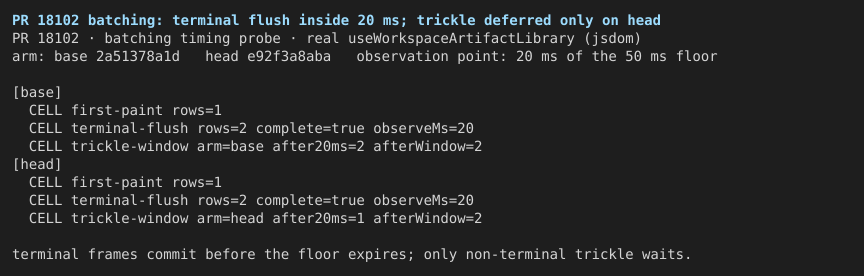 PR 18102 batching: terminal flush inside 20 ms; trickle deferred only on head
PR 18102 · batching timing probe · real useWorkspaceArtifactLibrary (jsdom)
arm: base 2a51378a1d   head e92f3a8aba   observation point: 20 ms of the 50 ms floor
[base]
  CELL first-paint rows=1
  CELL terminal-flush rows=2 complete=true observeMs=20
  CELL trickle-window arm=base after20ms=2 afterWindow=2
[head]
  CELL first-paint rows=1
  CELL terminal-flush rows=2 complete=true observeMs=20
  CELL trickle-window arm=head after20ms=1 afterWindow=2
terminal frames commit before the floor expires; only non-terminal trickle waits.